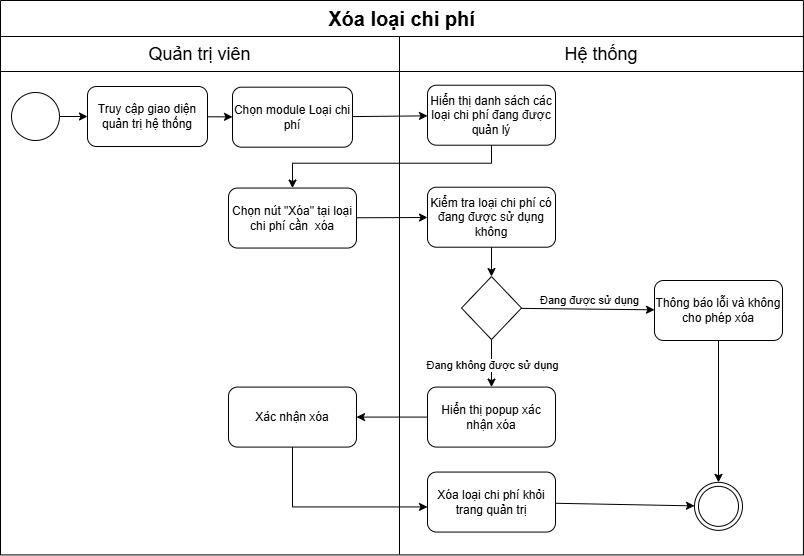 Xóa loại chi phí
Quản trị viên
Hệ thống
Truy cập giao diện
quản trị hệ thống
Chọn module Loại chi
phí
Hiển thị danh sách các
loại chi phí đang được
quản lý
Chọn nút "Xóa" tại loại
chi phí cần xóa
Kiểm tra loại chi phí có
đang được sử dụng
không
Đang được sử dụng
Thông báo lỗi và không
cho phép xóa
Đang không được sử dụng
Xác nhận xóa
Hiển thị popup xác
nhận xóa
Xóa loại chi phí khỏi
trang quản trị